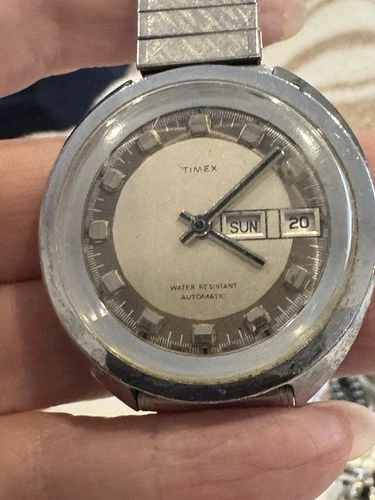 TIMEX
SUN 20
WATER RESISTANT
AUTOMATIC